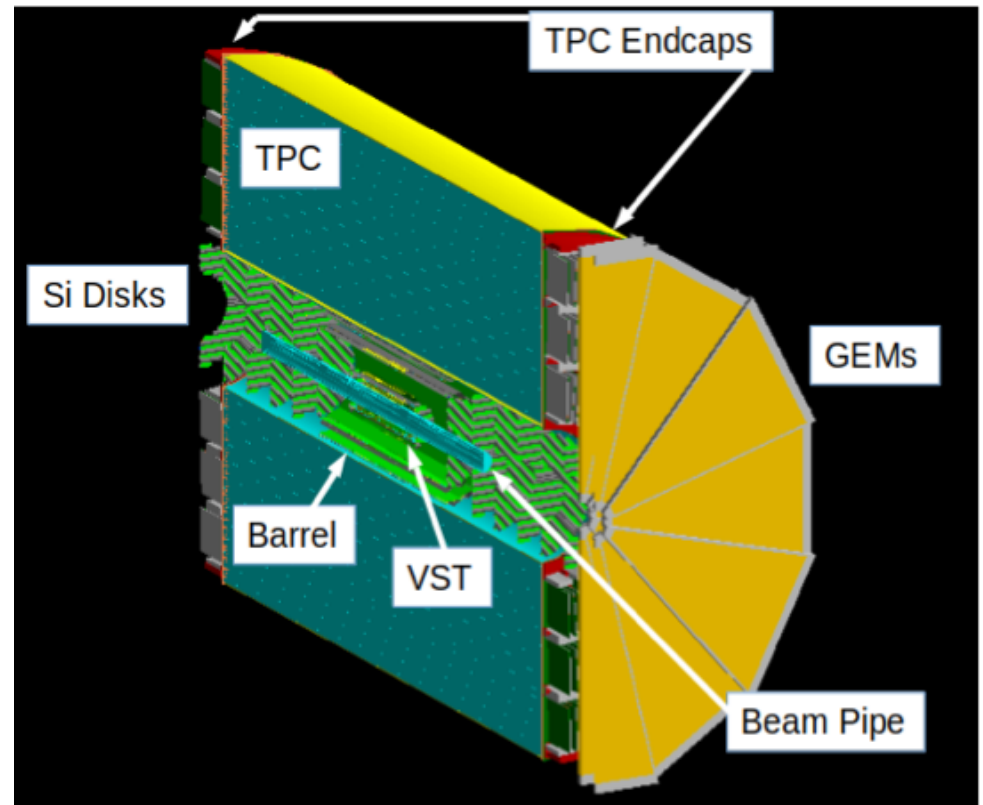 TPC Endcaps
TPC
Si Disks
GEMs
Barrel
VST
Beam Pipe